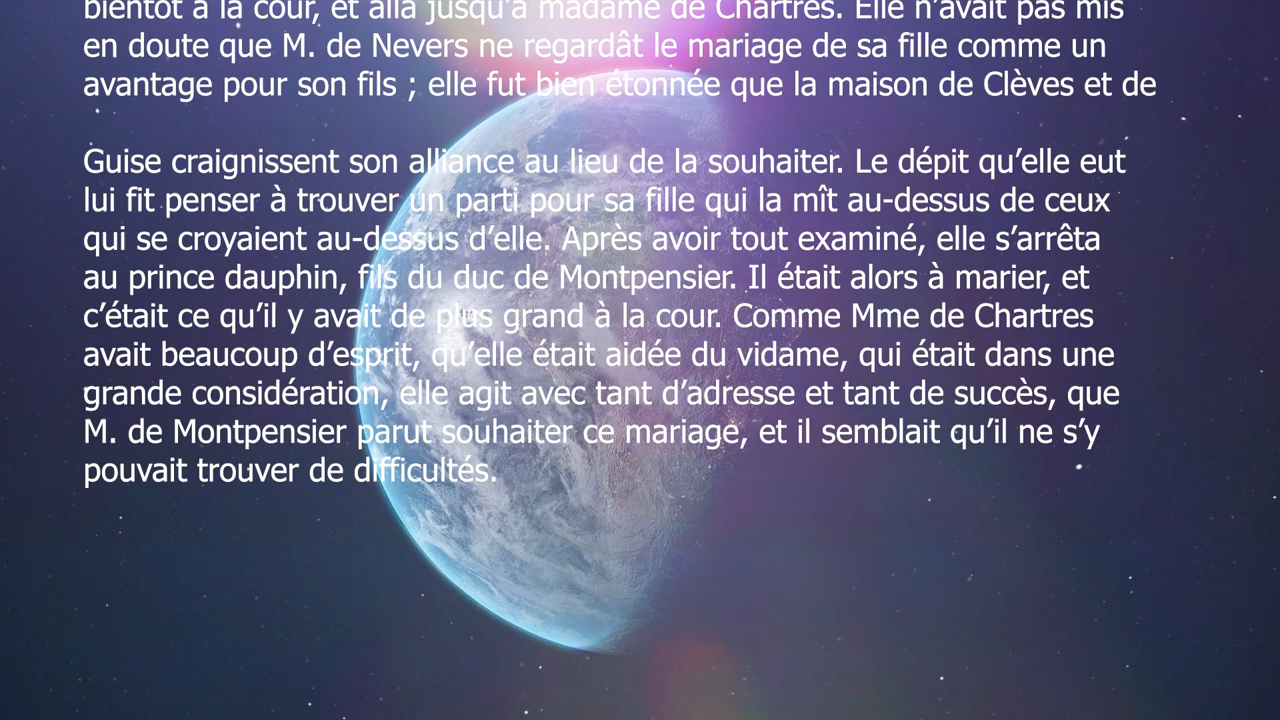 bientôt à la cour, et alla jusqu’à madame de Chartres. Elle n’avait pas mis
en doute que M. de Nevers ne regardât le mariage de sa fille comme un
avantage pour son fils ; elle fut bien étonnée que la maison de Clèves et de
Guise craignissent son alliance au lieu de la souhaiter. Le dépit qu’elle eut
lui fit penser à trouver un parti pour sa fille qui la mît au-dessus de ceux
qui se croyaient au-dessus d’elle. Après avoir tout examiné, elle s’arrêta
au prince dauphin, fils du duc de Montpensier. Il était alors à marier, et
c’était ce qu’il y avait de plus grand à la cour. Comme Mme de Chartres
avait beaucoup d’esprit, qu’elle était aidée du vidame, qui était dans une
grande considération, elle agit avec tant d’adresse et tant de succès, que
M. de Montpensier parut souhaiter ce mariage, et il semblait qu’il ne s’y
pouvait trouver de difficultés.